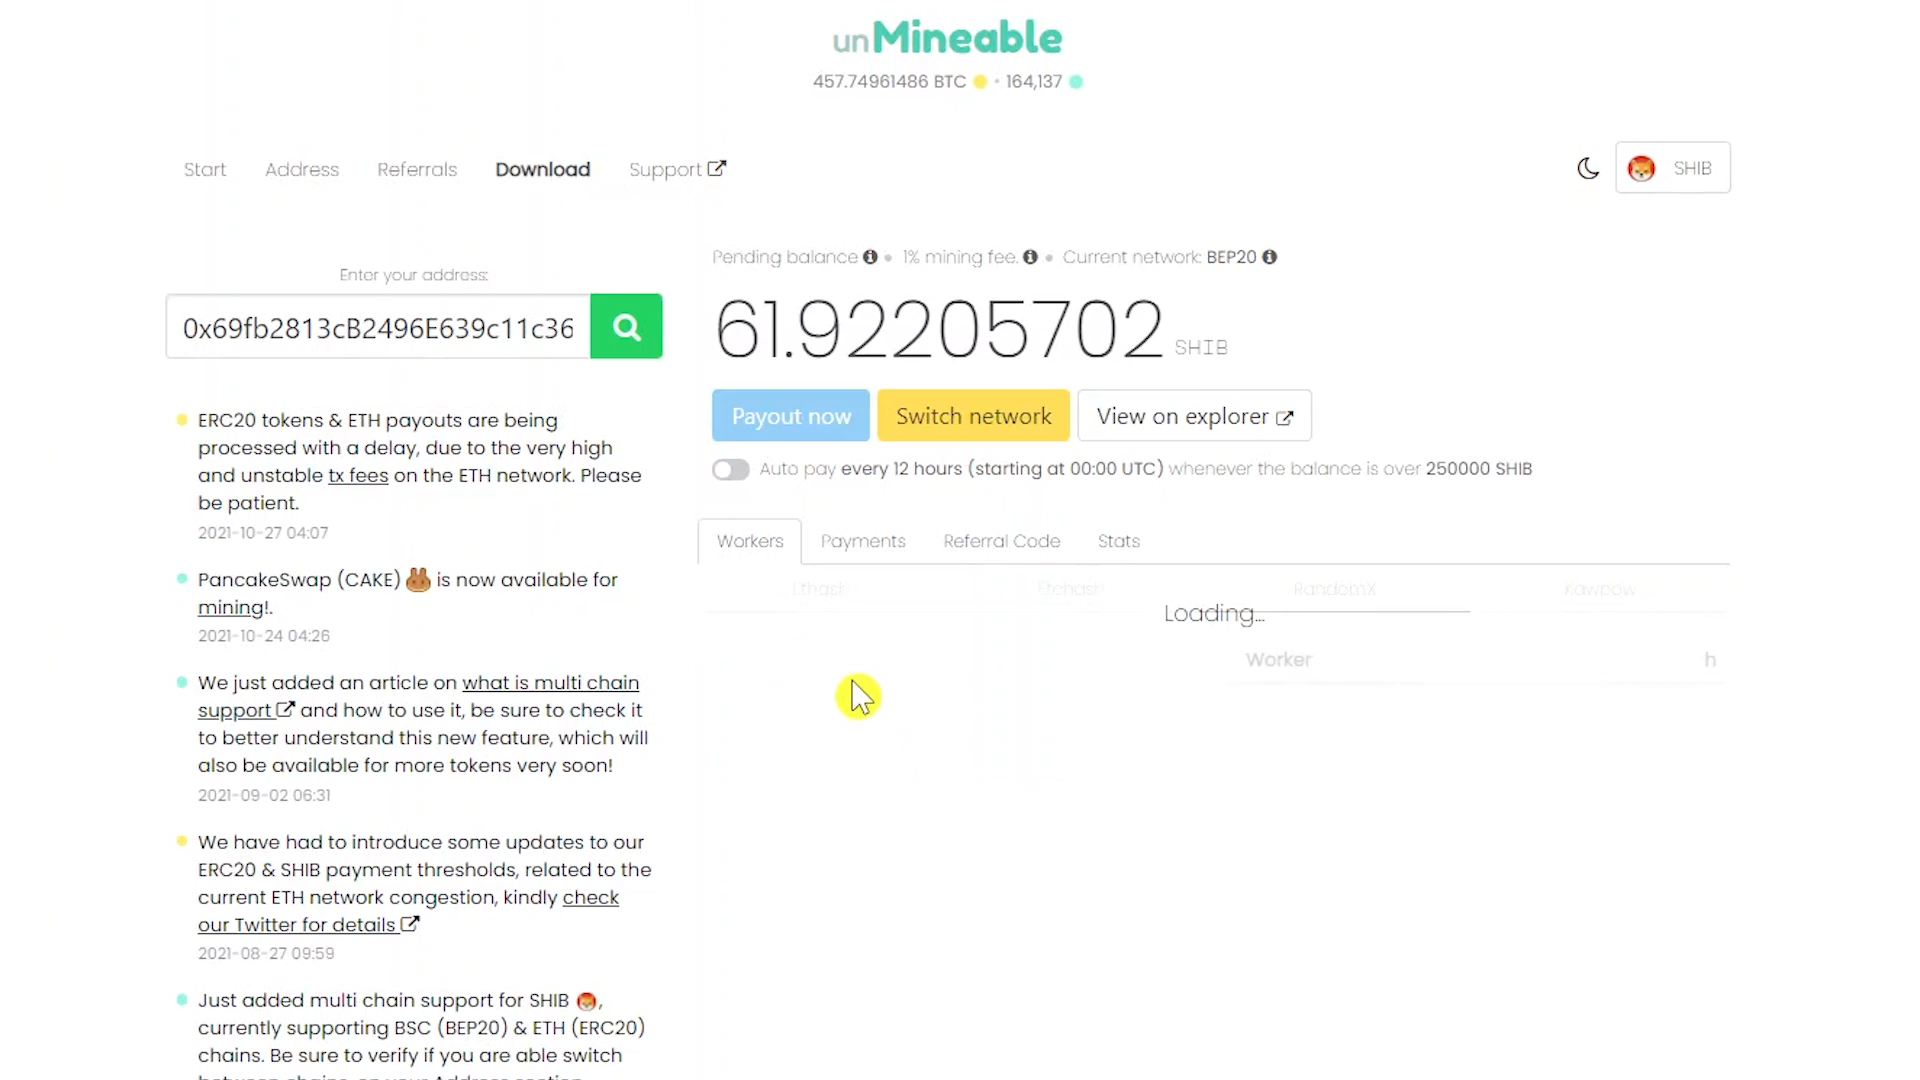 unMineable
457.74961486 BTC • 164,137
Start Address Referrals Download Support
SHIB
Enter your address:
0x69fb2813cB2496E639c11c36
ERC20 tokens & ETH payouts are being
processed with a delay, due to the very high
and unstable tx fees on the ETH network. Please
be patient.
2021-10-27 04:07
PancakeSwap (CAKE) is now available for
mining!.
2021-10-24 04:26
We just added an article on what is multi chain
support and how to use it, be sure to check it
to better understand this new feature, which will
also be available for more tokens very soon!
2021-09-02 06:31
We have had to introduce some updates to our
ERC20 & SHIB payment thresholds, related to the
current ETH network congestion, kindly check
our Twitter for details
2021-08-27 09:59
Just added multi chain support for SHIB ,
currently supporting BSC (BEP20) & ETH (ERC20)
chains. Be sure to verify if you are able switch
between chains, on your Address section
Pending balance • 1% mining fee. • Current network: BEP20
61.92205702 SHIB
Payout now Switch network View on explorer
Auto pay every 12 hours (starting at 00:00 UTC) whenever the balance is over 250000 SHIB
Workers Payments Referral Code Stats
Ethash Etchash RandomX Kawpow
Loading...
Worker h